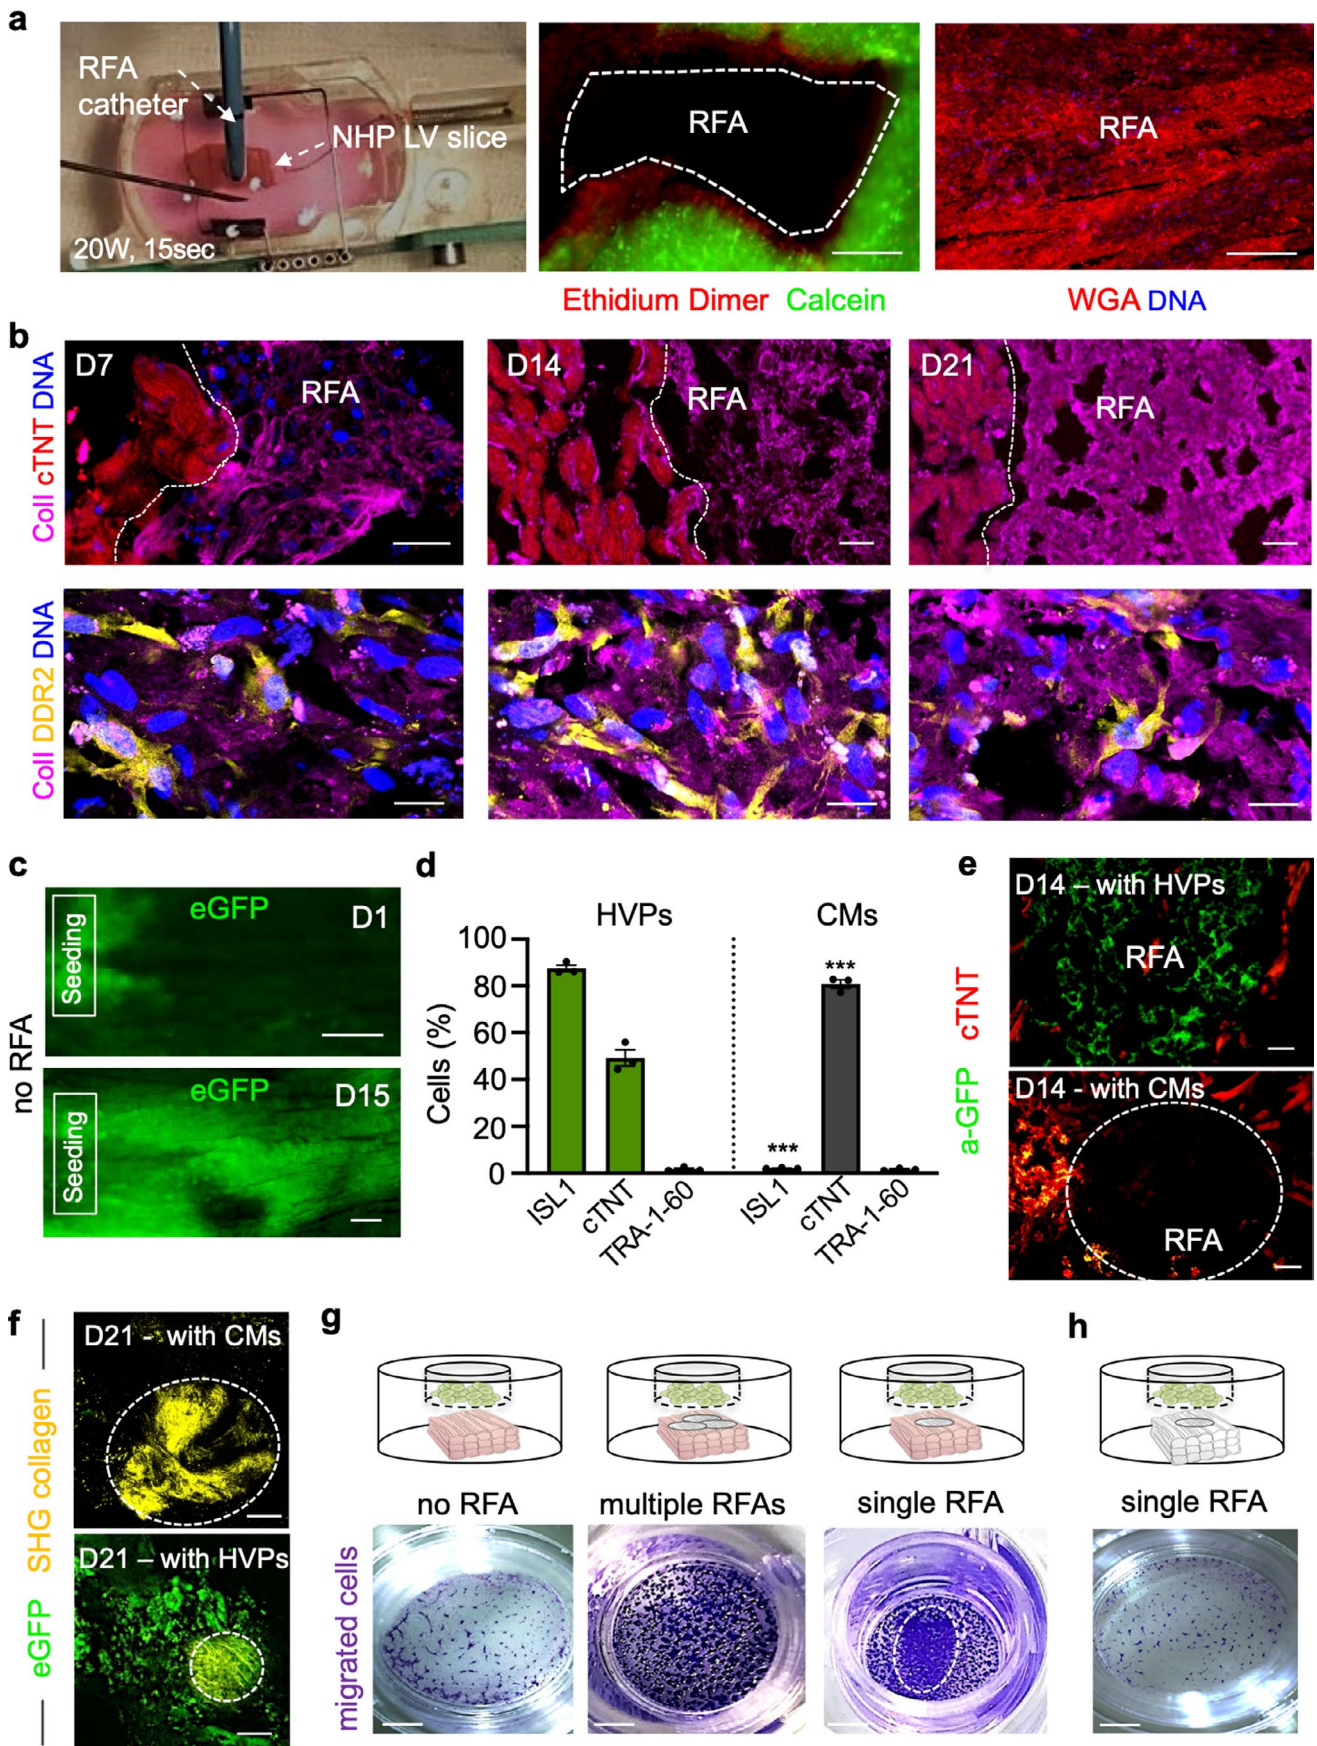 a
RFA
catheter
NHP LV slice
20W, 15sec
RFA
RFA
Ethidium Dimer Calcein
WGA DNA
b
ColI cTNT DNA
D7
RFA
D14
RFA
D21
RFA
ColI DDR2 DNA
c
no RFA
Seeding
eGFP
D1
Seeding
eGFP
D15
d
HVPs
CMs
Cells (%)
100
80
60
40
20
0
***
***
ISL1
cTNT
TRA-1-60
ISL1
cTNT
TRA-1-60
e
a-GFP cTNT
D14 – with HVPs
RFA
D14 - with CMs
RFA
f
eGFP SHG collagen
D21 - with CMs
D21 – with HVPs
g
no RFA
multiple RFAs
single RFA
migrated cells
h
single RFA